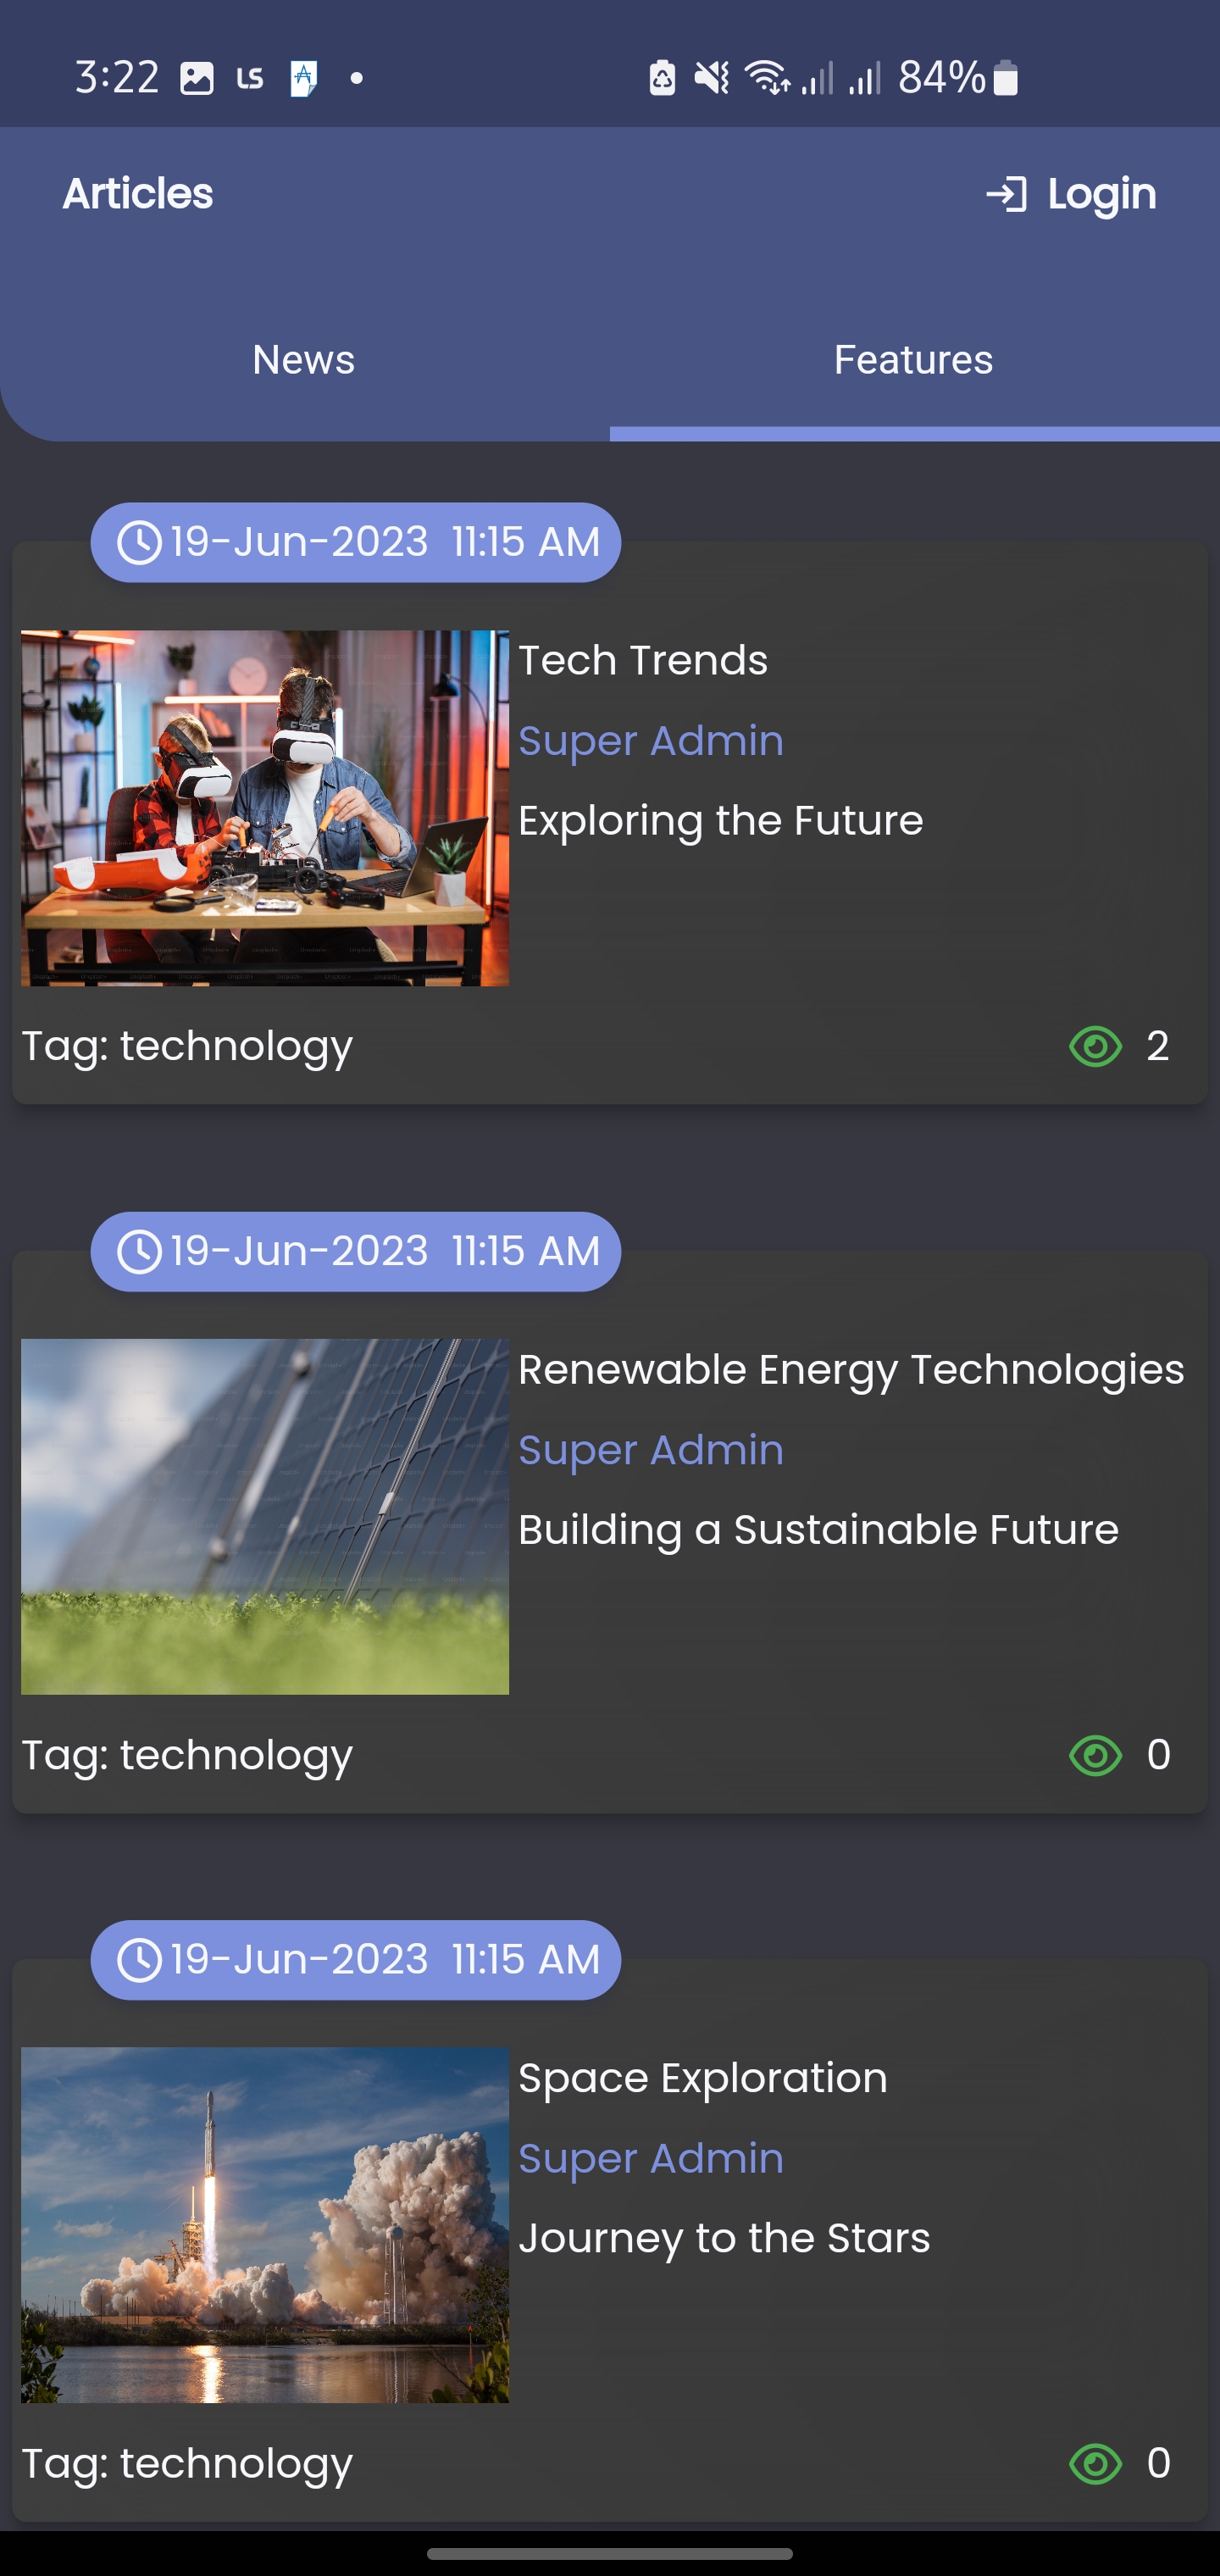 3:22 LS 84%
Articles Login
News Features
19-Jun-2023 11:15 AM
Tech Trends
Super Admin
Exploring the Future
Tag: technology 2
19-Jun-2023 11:15 AM
Renewable Energy Technologies
Super Admin
Building a Sustainable Future
Tag: technology 0
19-Jun-2023 11:15 AM
Space Exploration
Super Admin
Journey to the Stars
Tag: technology 0